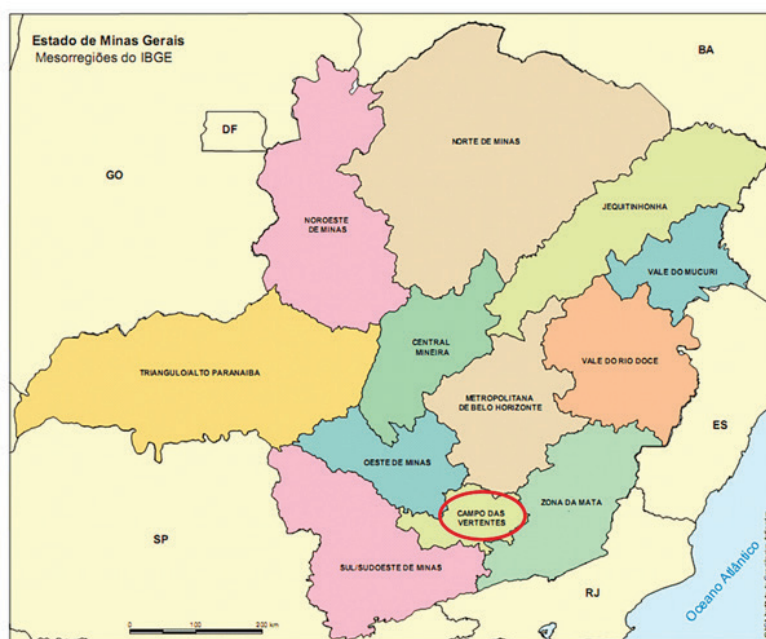 Estado de Minas Gerais
Mesorregiões do IBGE
BA
DF
NORTE DE MINAS
GO
JEQUITINHONHA
NOROESTE
DE MINAS
VALE DO MUCURI
CENTRAL
MINEIRA
VALE DO RIO DOCE
TRIANGULO/ALTO PARANAIBA
METROPOLITANA
DE BELO HORIZONTE
ES
OESTE DE MINAS
ZONA DA MATA
CAMPO DAS
VERTENTES
SP
SUL/SUDOESTE DE MINAS
RJ
Oceano Atlântico
0 100 200 km